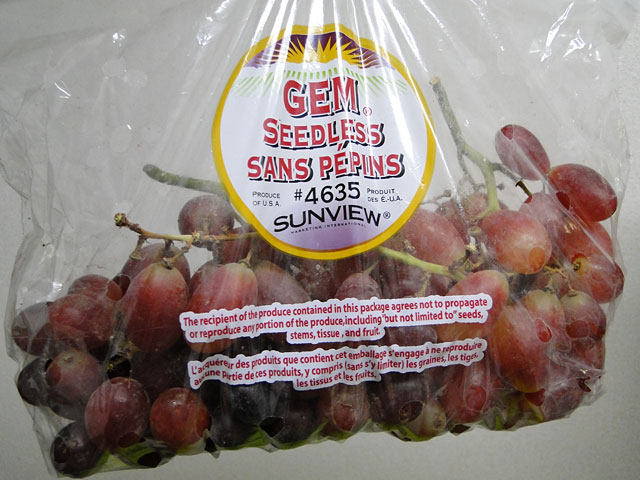 GEM®
SEEDLESS
SANS PÉPINS
PRODUCE OF U.S.A. #4635 PRODUIT DES É.-U.A.
SUNVIEW®
MARKETING INTERNATIONAL
The recipient of the produce contained in this package agrees not to propagate
or reproduce any portion of the produce, including "but not limited to" seeds,
stems, tissue, and fruit.
L'acquéreur des produits que contient cet emballage s'engage à ne reproduire
aucune Partie de ces produits, y compris (sans s'y limiter) les graines, les tiges,
les tissus et les fruits.